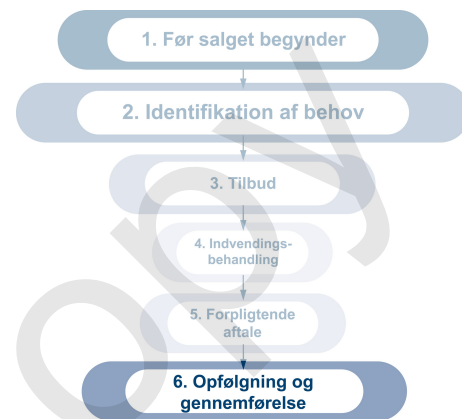 1. Før salget begynder
2. Identifikation af behov
3. Tilbud
4. Indvendings-
behandling
5. Forpligtende
aftale
6. Opfølgning og
gennemførelse
opy